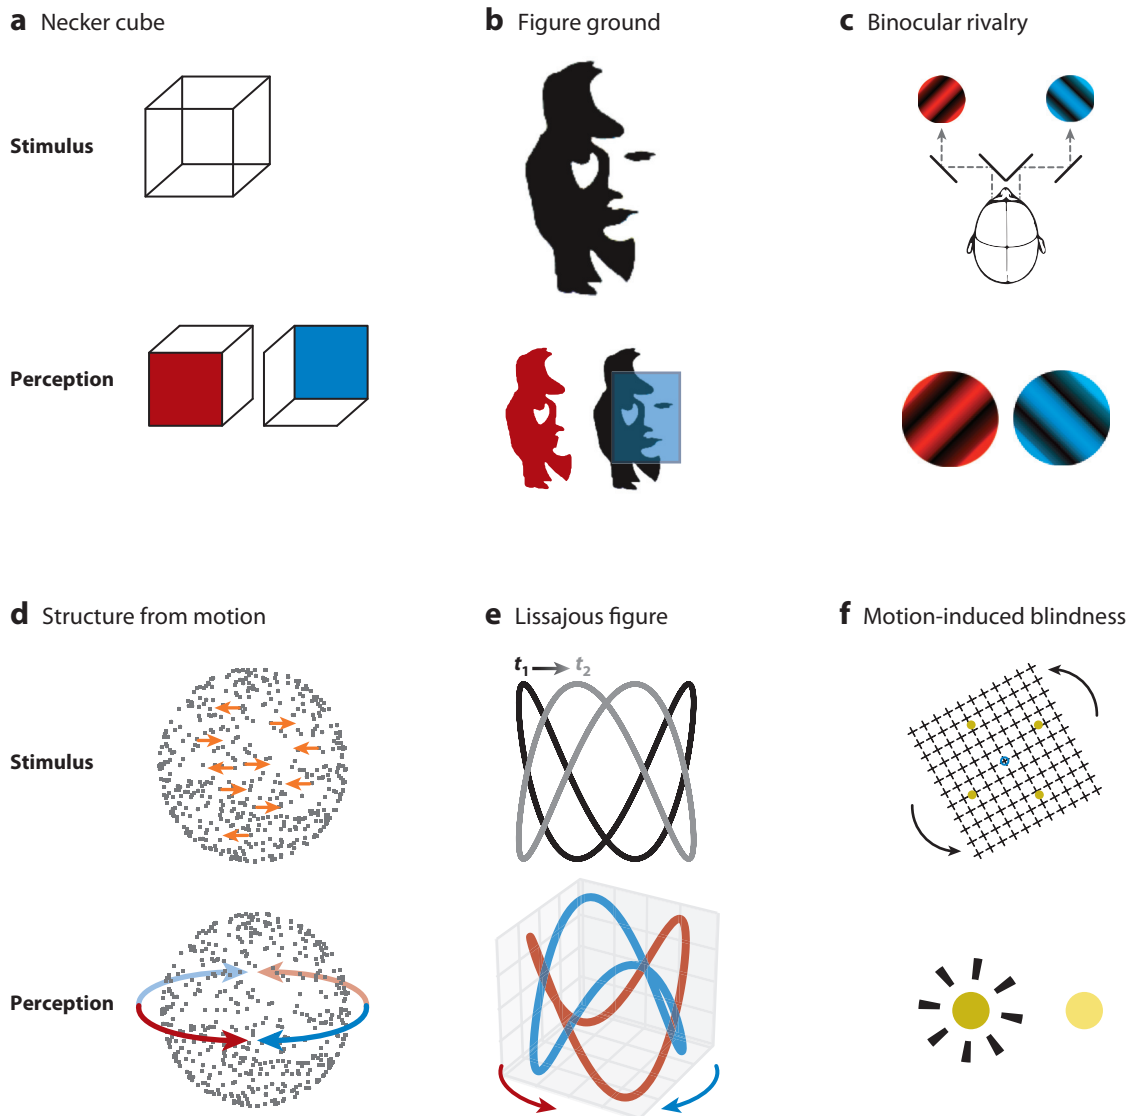 a Necker cube
b Figure ground
c Binocular rivalry
Stimulus
Perception
d Structure from motion
e Lissajous figure
f Motion-induced blindness
t1 t2
Stimulus
Perception